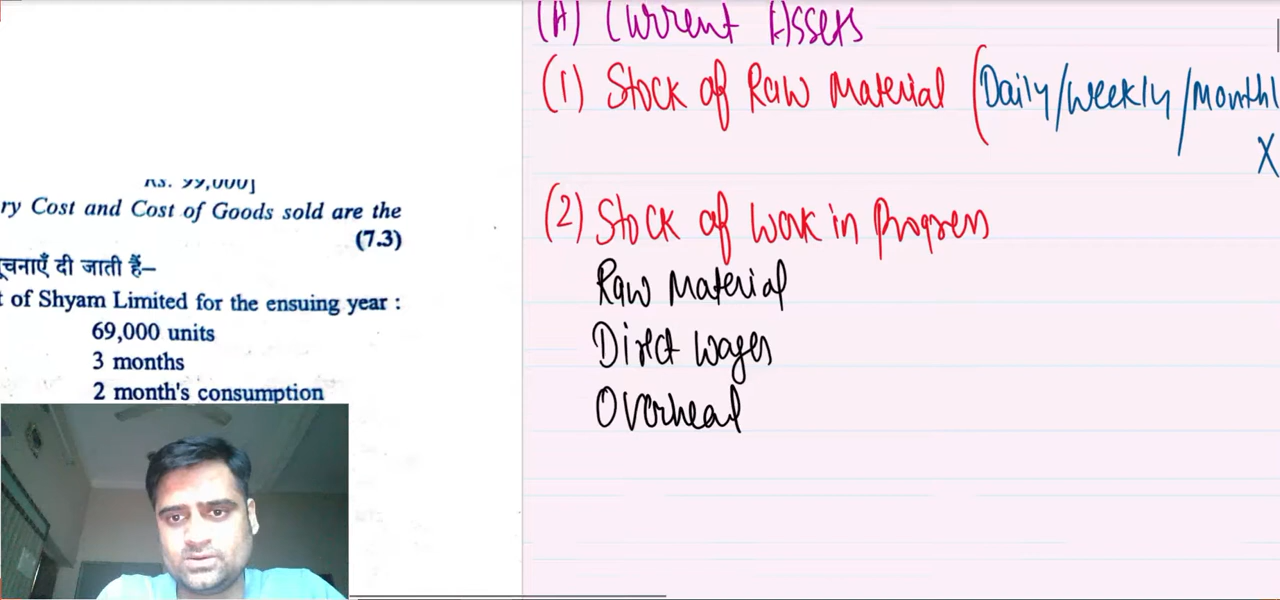 Rs. 99,000]
ry Cost and Cost of Goods sold are the
(7.3)
सूचनाएँ दी जाती हैं–
t of Shyam Limited for the ensuing year :
69,000 units
3 months
2 month's consumption
(A) Current Assets
(1) Stock of Raw Material (Daily/Weekly/Monthl
X
(2) Stock of Work in Progress
Raw Material
Direct Wages
Overhead